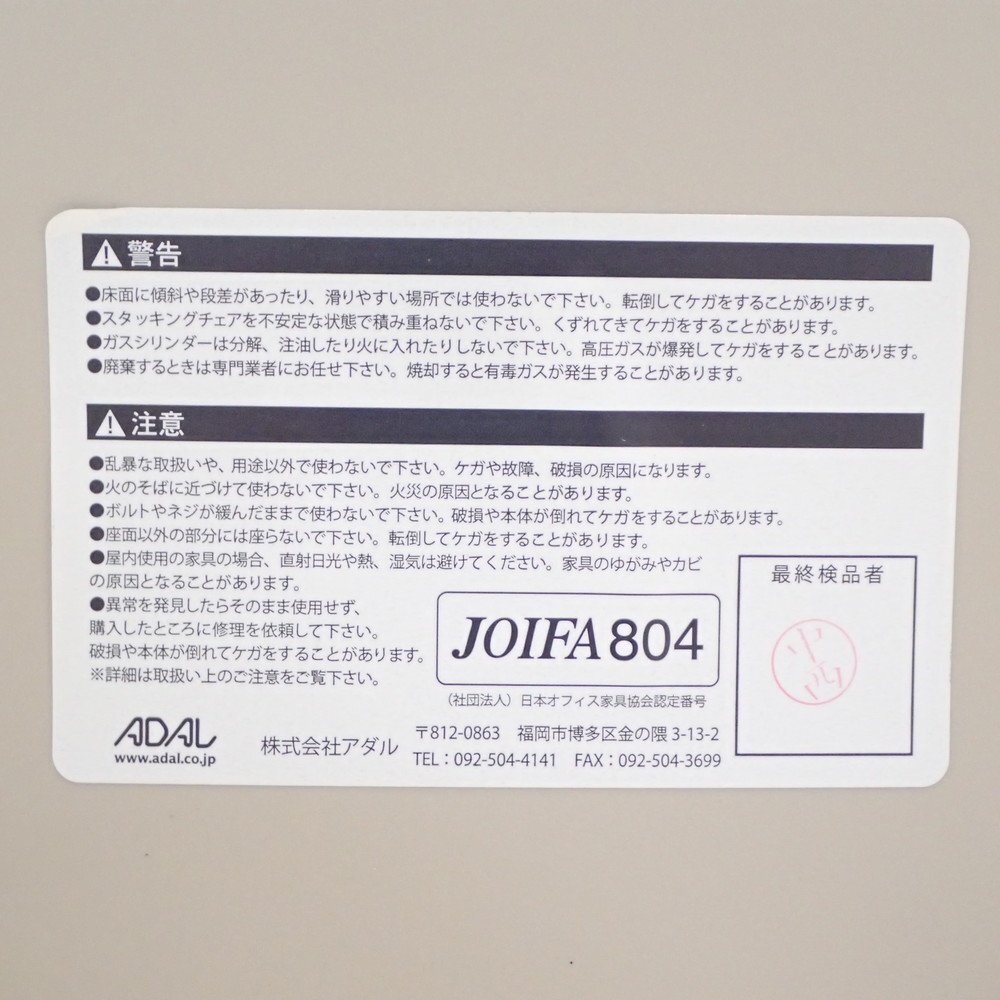 警告
●床面に傾斜や段差があったり、滑りやすい場所では使わないで下さい。転倒してケガをすることがあります。
●スタッキングチェアを不安定な状態で積み重ねないで下さい。くずれてきてケガをすることがあります。
●ガスシリンダーは分解、注油したり火に入れたりしないで下さい。高圧ガスが爆発してケガをすることがあります。
●廃棄するときは専門業者にお任せ下さい。焼却すると有毒ガスが発生することがあります。
注意
●乱暴な取扱いや、用途以外で使わないで下さい。ケガや故障、破損の原因になります。
●火のそばに近づけて使わないで下さい。火災の原因となることがあります。
●ボルトやネジが緩んだままで使わないで下さい。破損や本体が倒れてケガをすることがあります。
●座面以外の部分には座らないで下さい。転倒してケガをすることがあります。
●屋内使用の家具の場合、直射日光や熱、湿気は避けてください。家具のゆがみやカビ
の原因となることがあります。
●異常を発見したらそのまま使用せず、
購入したところに修理を依頼して下さい。
破損や本体が倒れてケガをすることがあります。
※詳細は取扱い上のご注意をご覧下さい。
JOIFA804
（社団法人）日本オフィス家具協会認定番号
最終検品者
中西
ADAL
www.adal.co.jp
株式会社アダル
〒812-0863 福岡市博多区金の隈 3-13-2
TEL：092-504-4141 FAX：092-504-3699